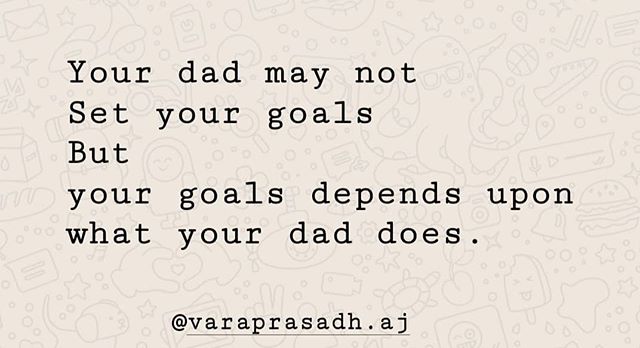 Your dad may not
Set your goals
But
your goals depends upon
what your dad does.
@varaprasadh.aj